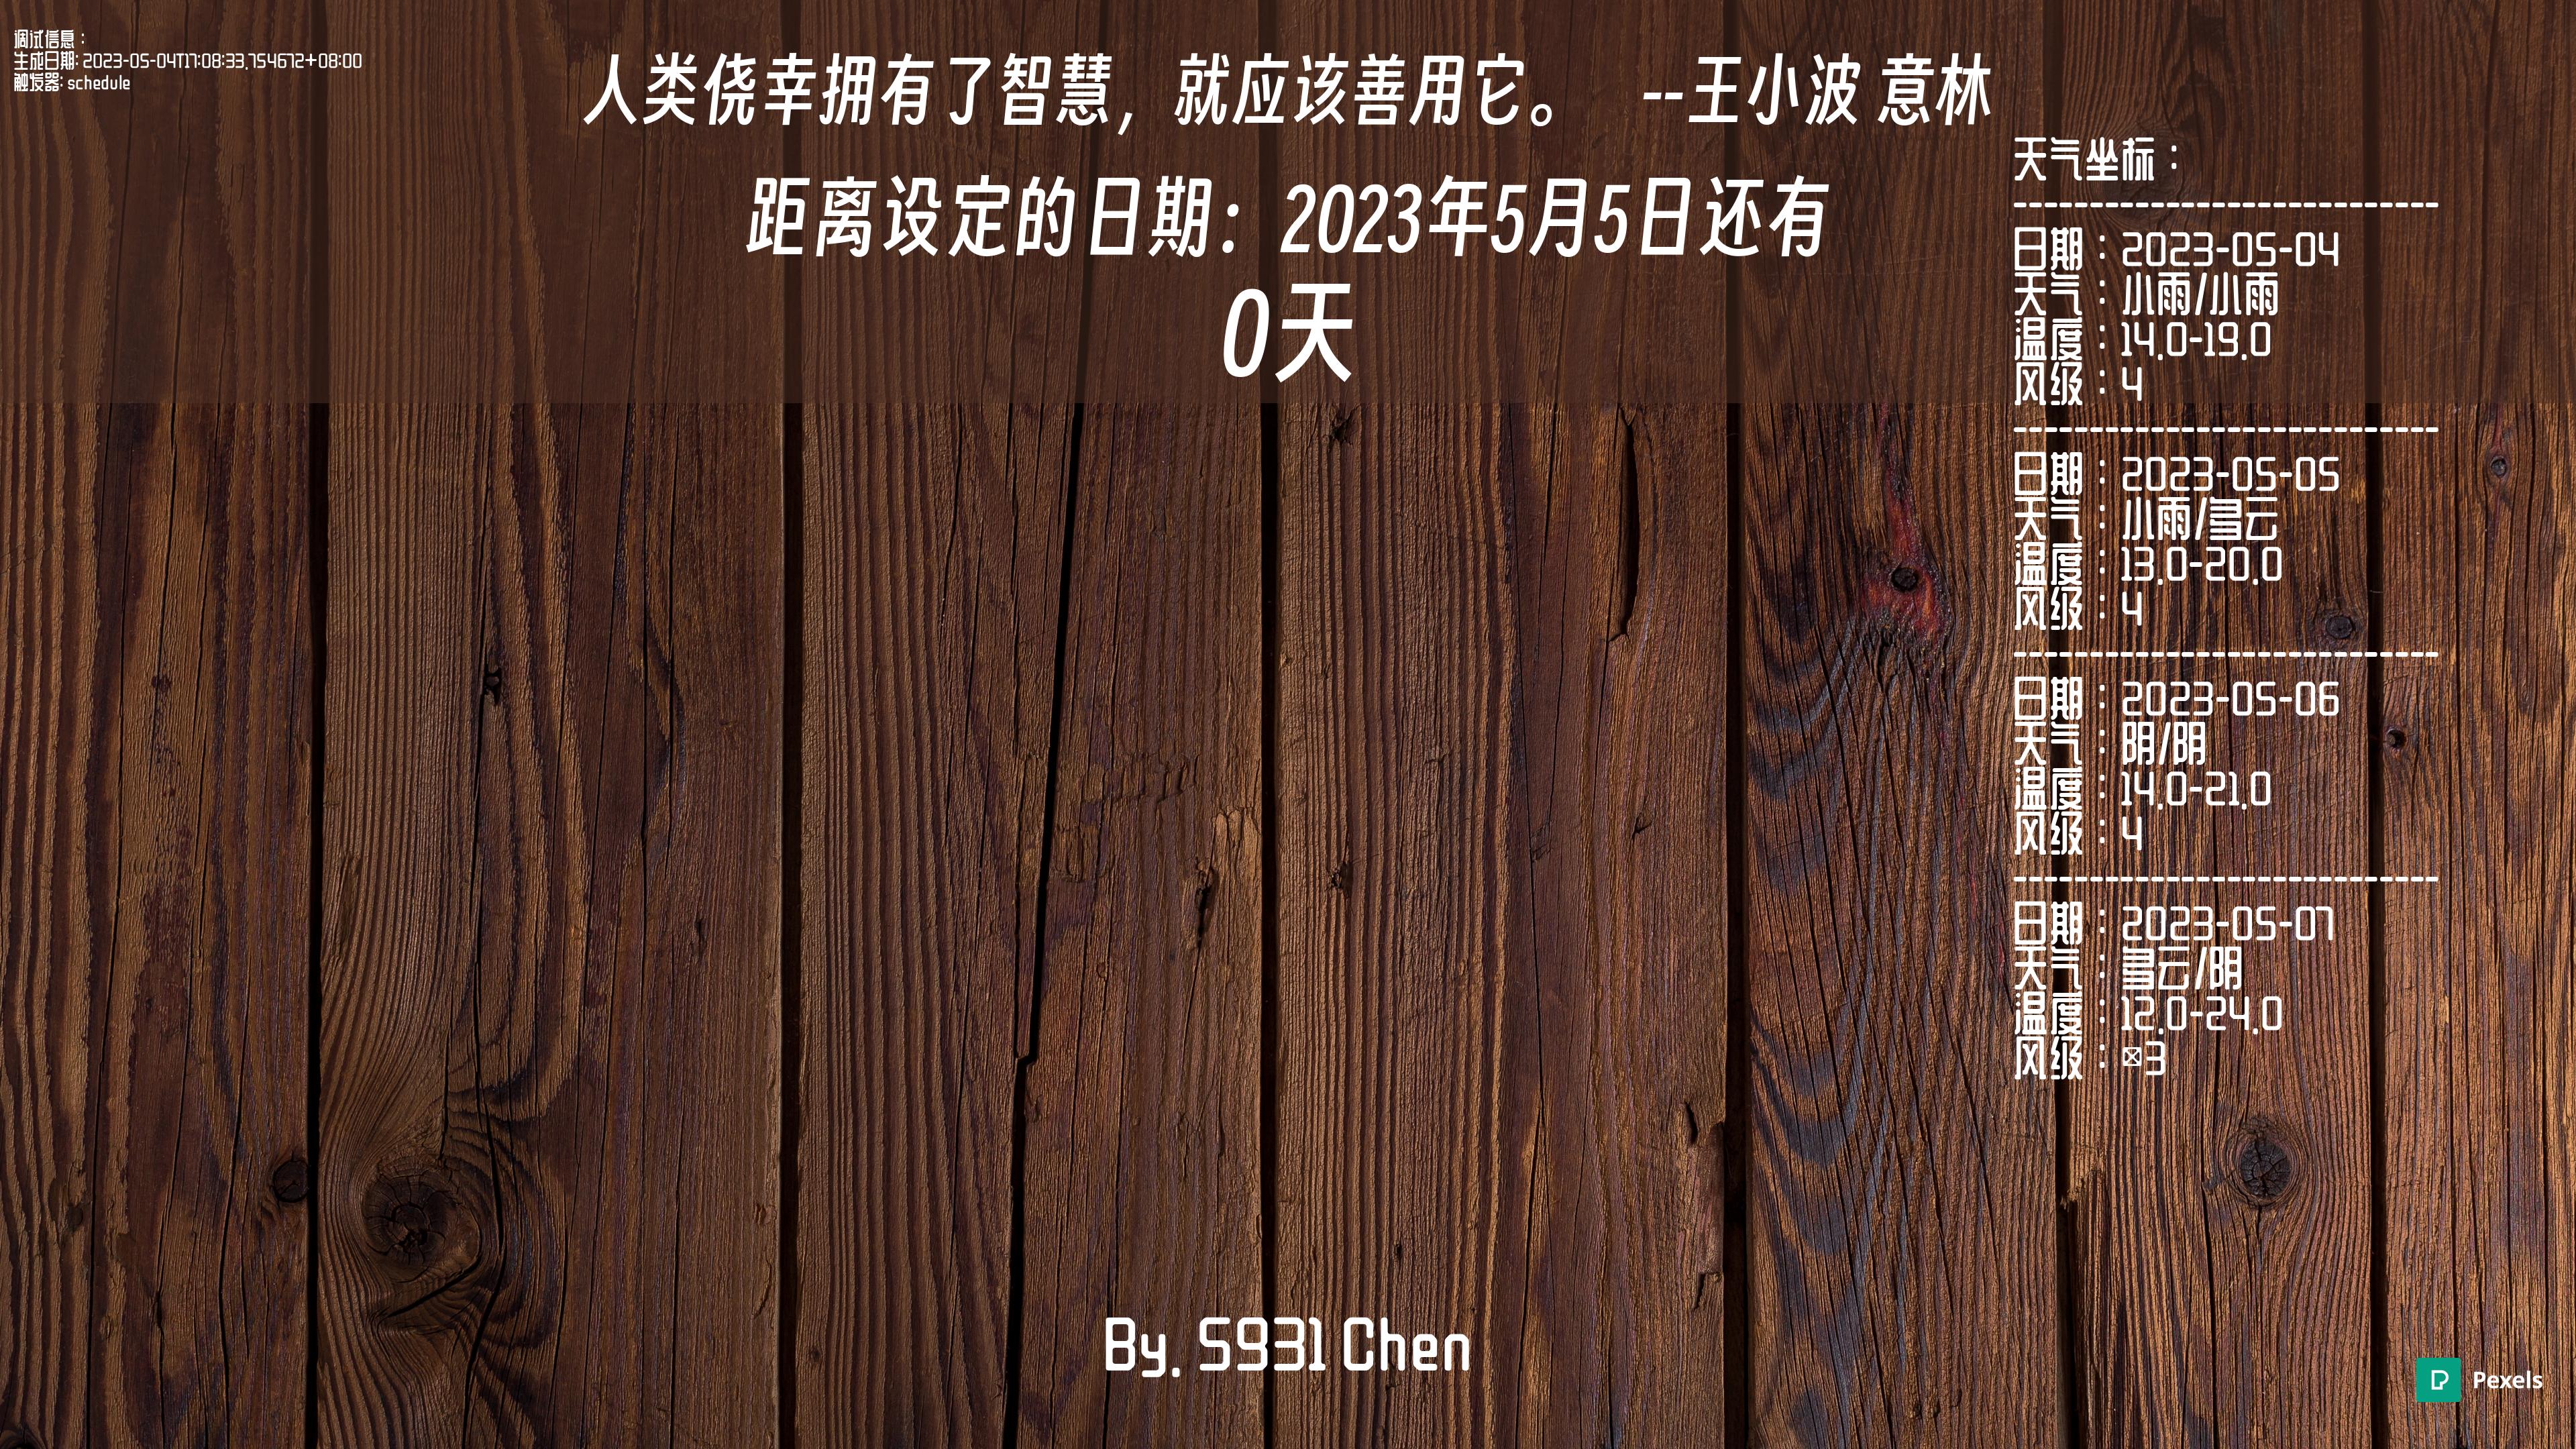 调试信息：
生成日期: 2023-05-04T17:08:33.754672+08:00
触发器: schedule
人类侥幸拥有了智慧，就应该善用它。 --王小波 意林
距离设定的日期：2023年5月5日还有
0天
天气坐标：
---------------------------
日期：2023-05-04
天气：小雨/小雨
温度：14.0-19.0
风级：4
---------------------------
日期：2023-05-05
天气：小雨/多云
温度：13.0-20.0
风级：4
---------------------------
日期：2023-05-06
天气：阴/阴
温度：14.0-21.0
风级：4
---------------------------
日期：2023-05-07
天气：多云/阴
温度：12.0-24.0
风级：☒3
By. S931 Chen
Pexels